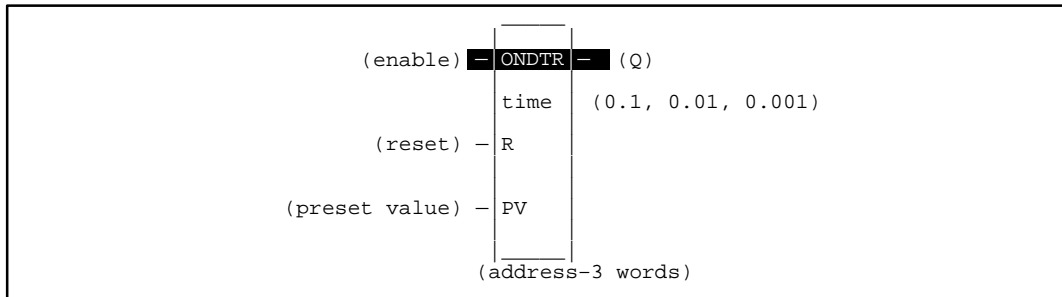 (enable) – ONDTR – (Q)
time (0.1, 0.01, 0.001)
(reset) – R
(preset value) – PV
(address–3 words)